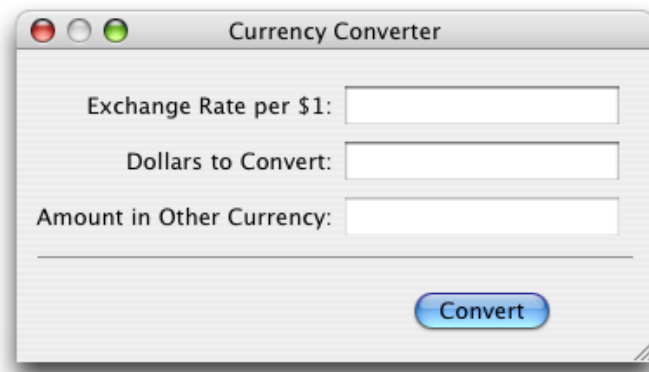 Currency Converter
Exchange Rate per $1:
Dollars to Convert:
Amount in Other Currency:
Convert